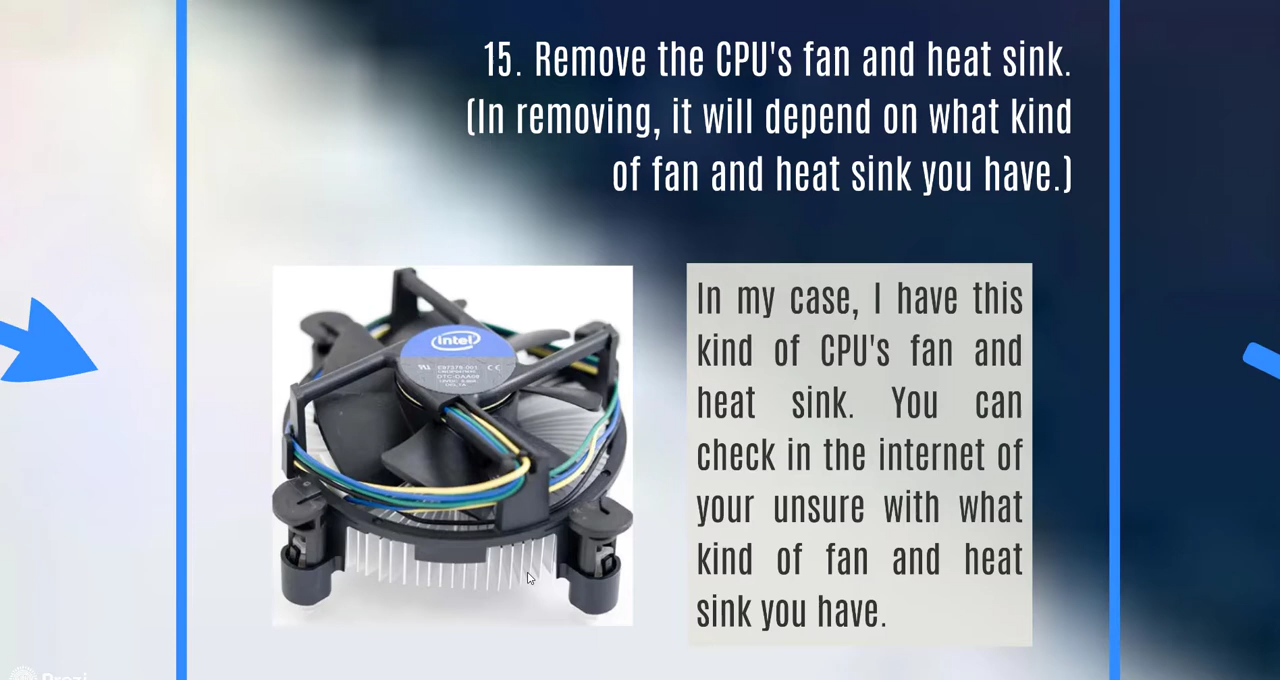 15. Remove the CPU's fan and heat sink.
(In removing, it will depend on what kind
of fan and heat sink you have.)
intel
In my case, I have this
kind of CPU's fan and
heat sink. You can
check in the internet of
your unsure with what
kind of fan and heat
sink you have.
Prezi